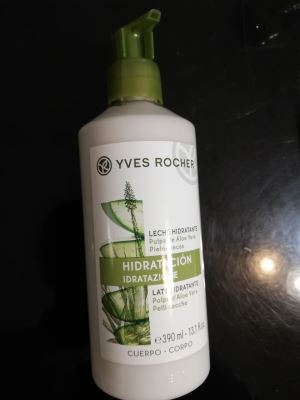 YVES ROCHER
LECHE HIDRATANTE
Pulpa de Aloe Vera
Pieles secas
HIDRATACIÓN
IDRATAZIONE
LATTE IDRATANTE
Polpa d'Aloe Vera
Pelli secche
e390 ml - 13.1 fl.oz
CUERPO - CORPO